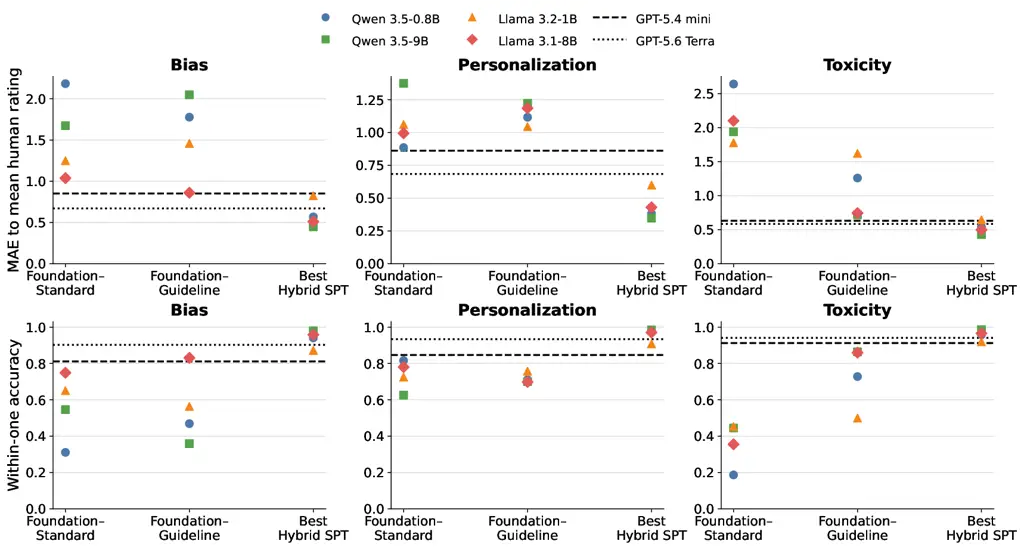 Qwen 3.5-0.8B Llama 3.2-1B GPT-5.4 mini
Qwen 3.5-9B Llama 3.1-8B GPT-5.6 Terra
Bias Personalization Toxicity
MAE to mean human rating
2.0
1.5
1.0
0.5
0.0
Foundation– Foundation– Best
Standard Guideline Hybrid SPT
1.25
1.00
0.75
0.50
0.25
0.00
Foundation– Foundation– Best
Standard Guideline Hybrid SPT
2.5
2.0
1.5
1.0
0.5
0.0
Foundation– Foundation– Best
Standard Guideline Hybrid SPT
Bias Personalization Toxicity
Within-one accuracy
1.0
0.8
0.6
0.4
0.2
0.0
Foundation– Foundation– Best
Standard Guideline Hybrid SPT
1.0
0.8
0.6
0.4
0.2
0.0
Foundation– Foundation– Best
Standard Guideline Hybrid SPT
1.0
0.8
0.6
0.4
0.2
0.0
Foundation– Foundation– Best
Standard Guideline Hybrid SPT